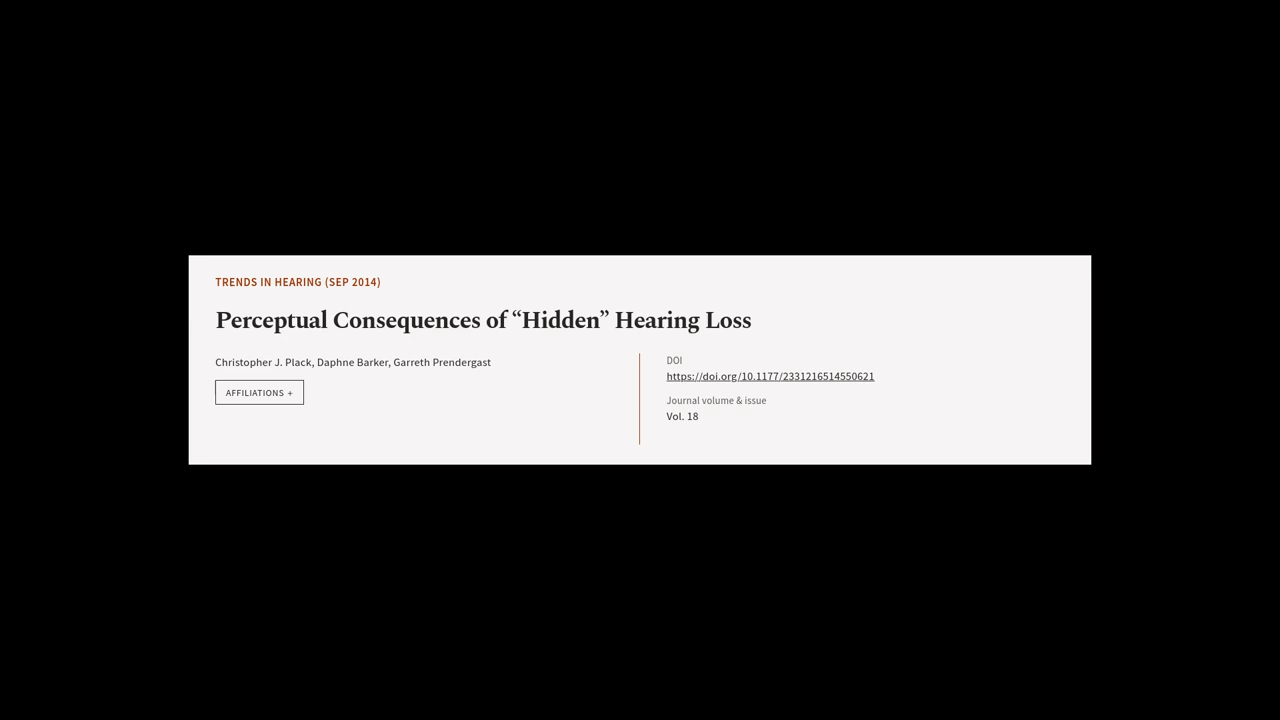 TRENDS IN HEARING (SEP 2014)
Perceptual Consequences of “Hidden” Hearing Loss
Christopher J. Plack, Daphne Barker, Garreth Prendergast
AFFILIATIONS +
DOI
https://doi.org/10.1177/2331216514550621
Journal volume & issue
Vol. 18